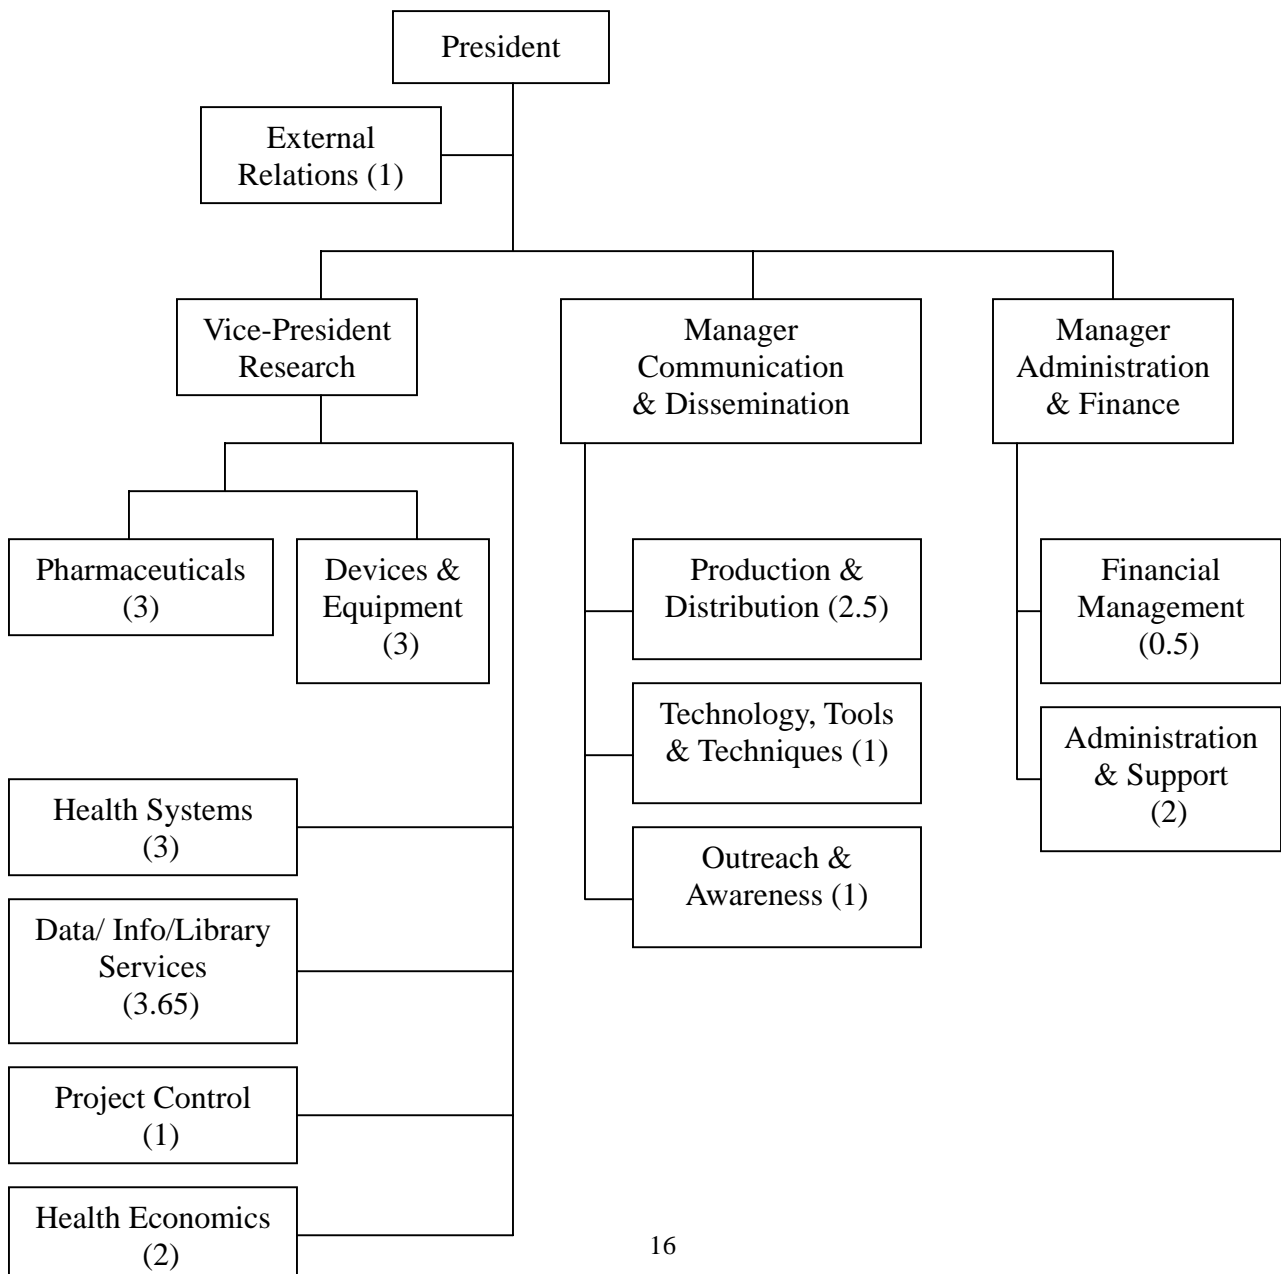 President
External
Relations (1)
Vice-President
Research
Manager
Communication
& Dissemination
Manager
Administration
& Finance
Pharmaceuticals
(3)
Devices &
Equipment
(3)
Production &
Distribution (2.5)
Financial
Management
(0.5)
Technology, Tools
& Techniques (1)
Administration
& Support
(2)
Health Systems
(3)
Outreach &
Awareness (1)
Data/ Info/Library
Services
(3.65)
Project Control
(1)
Health Economics
(2)
16